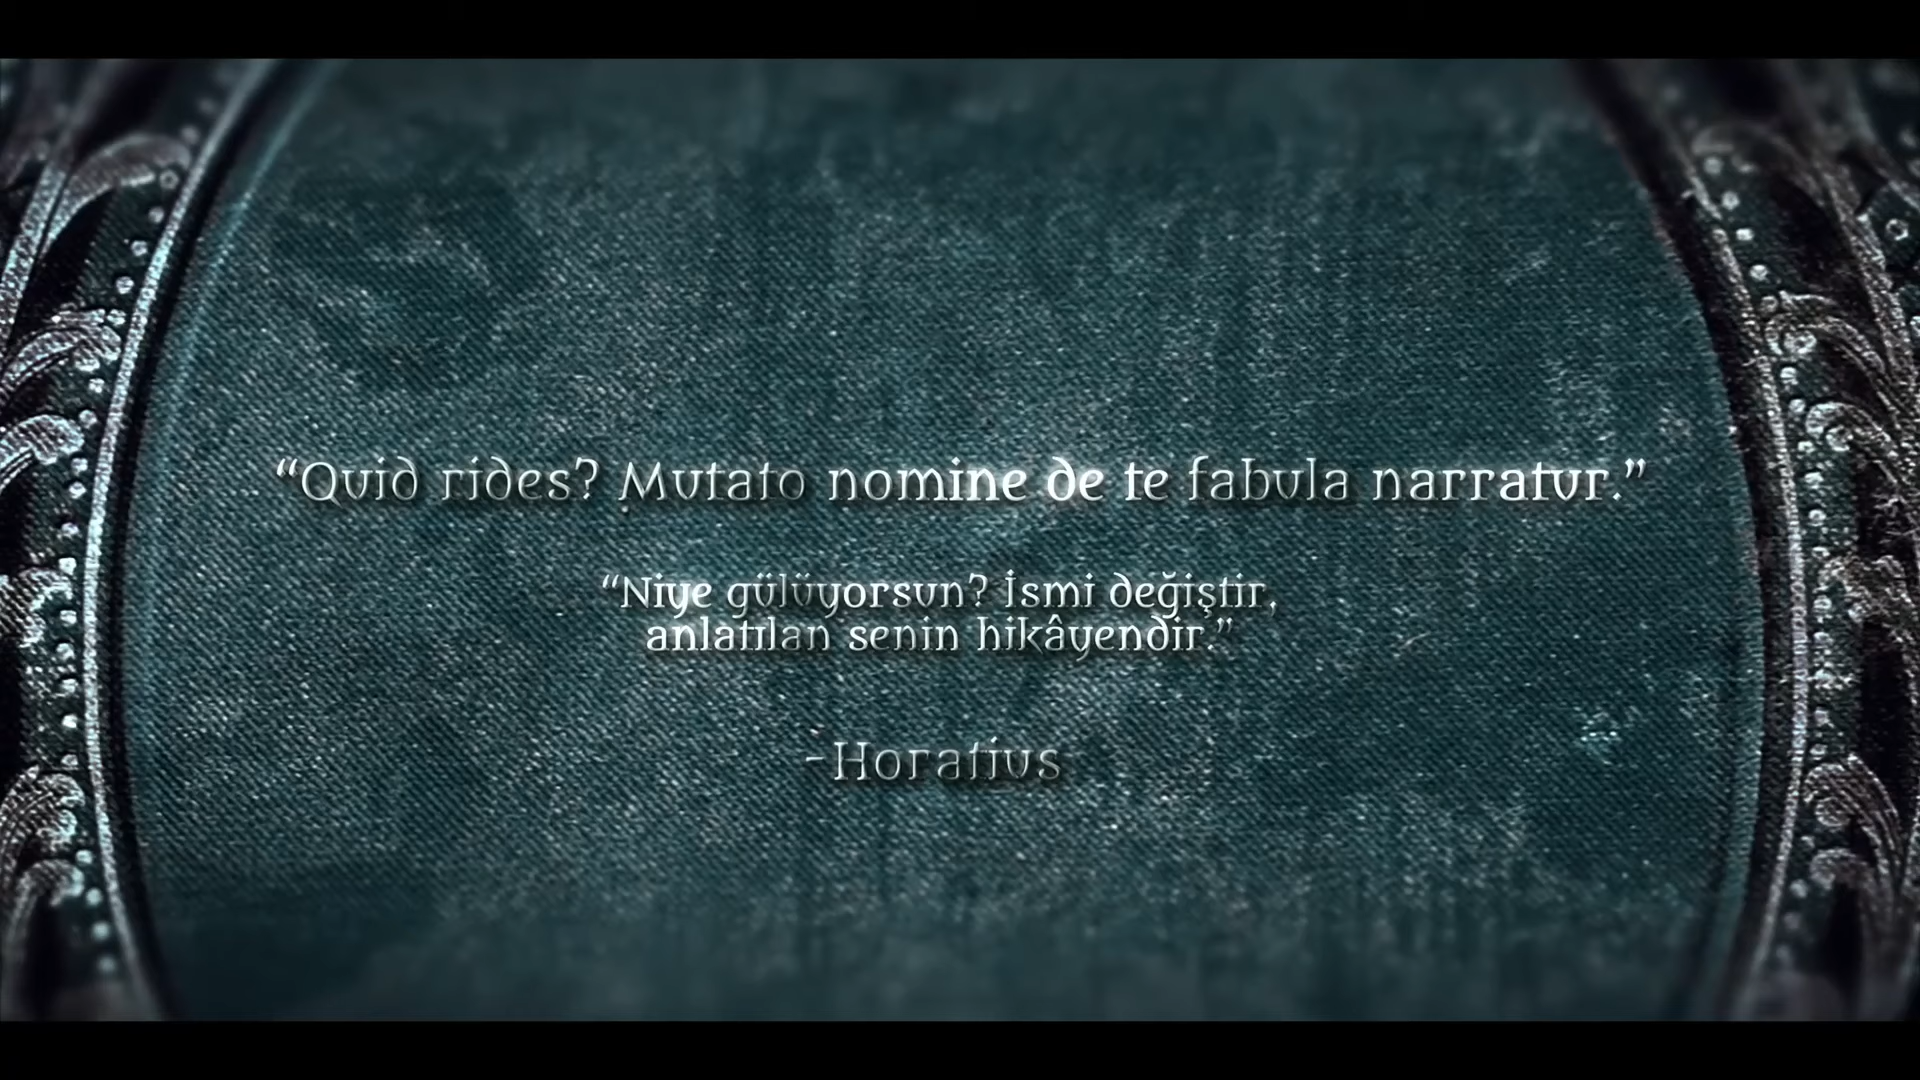 “Quid rides? Mutato nomine de te fabula narratur.”
“Niye gülüyorsun? İsmi değiştir,
anlatılan senin hikâyendir.”
-Horatius